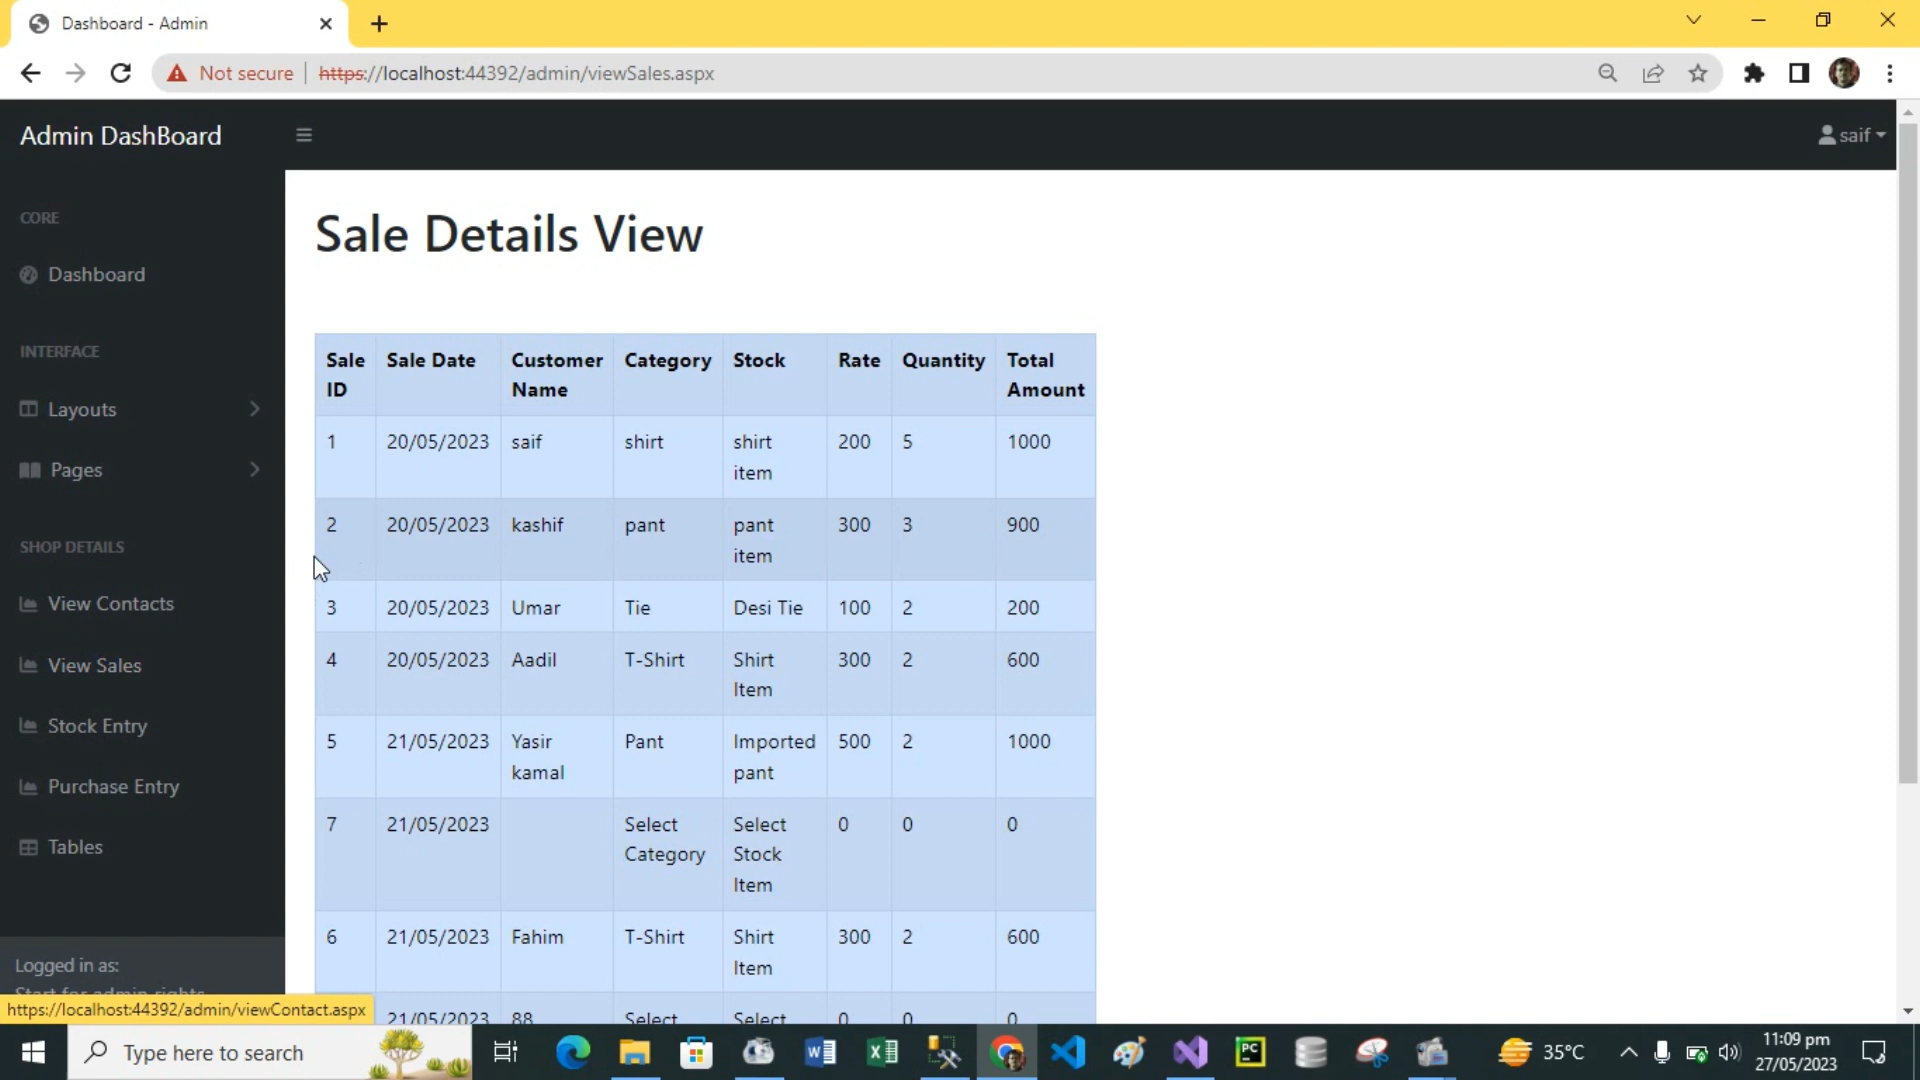 Dashboard - Admin
Not secure
https://localhost:44392/admin/viewSales.aspx
Admin DashBoard
saif
CORE
Dashboard
INTERFACE
Layouts
Pages
SHOP DETAILS
View Contacts
View Sales
Stock Entry
Purchase Entry
Tables
Logged in as:
Start for admin rights
https://localhost:44392/admin/viewContact.aspx
Sale Details View
Sale ID Sale Date Customer Name Category Stock Rate Quantity Total Amount
1 20/05/2023 saif shirt shirt item 200 5 1000
2 20/05/2023 kashif pant pant item 300 3 900
3 20/05/2023 Umar Tie Desi Tie 100 2 200
4 20/05/2023 Aadil T-Shirt Shirt Item 300 2 600
5 21/05/2023 Yasir kamal Pant Imported pant 500 2 1000
7 21/05/2023 Select Category Select Stock Item 0 0 0
6 21/05/2023 Fahim T-Shirt Shirt Item 300 2 600
21/05/2023 88 Select Select 0 0 0
Type here to search
PC
35°C
11:09 pm
27/05/2023